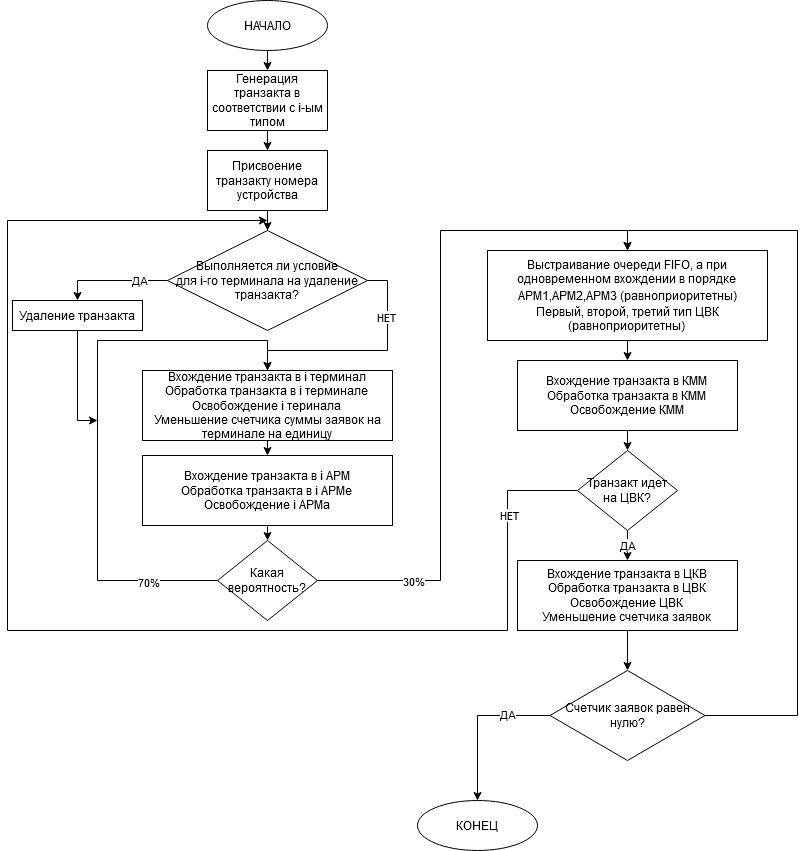 НАЧАЛО
Генерация
транзакта в
соответствии с i-ым
типом
Присвоение
транзакту номера
устройства
Выполняется ли условие
для i-го терминала на удаление
транзакта?
ДА
НЕТ
Удаление транзакта
Вхождение транзакта в i терминал
Обработка транзакта в i терминале
Освобождение i теринала
Уменьшение счетчика суммы заявок на
терминале на единицу
Вхождение транзакта в i АРМ
Обработка транзакта в i АРМе
Освобождение i АРМа
Какая
вероятность?
70%
30%
Выстраивание очереди FIFO, а при
одновременном вхождении в порядке
АРМ1,АРМ2,АРМ3 (равноприоритетны)
Первый, второй, третий тип ЦВК
(равноприоритетны)
Вхождение транзакта в КММ
Обработка транзакта в КММ
Освобождение КММ
Транзакт идет
на ЦВК?
НЕТ
ДА
Вхождение транзакта в ЦКВ
Обработка транзакта в ЦВК
Освобождение ЦВК
Уменьшение счетчика заявок
Счетчик заявок равен
нулю?
ДА
КОНЕЦ